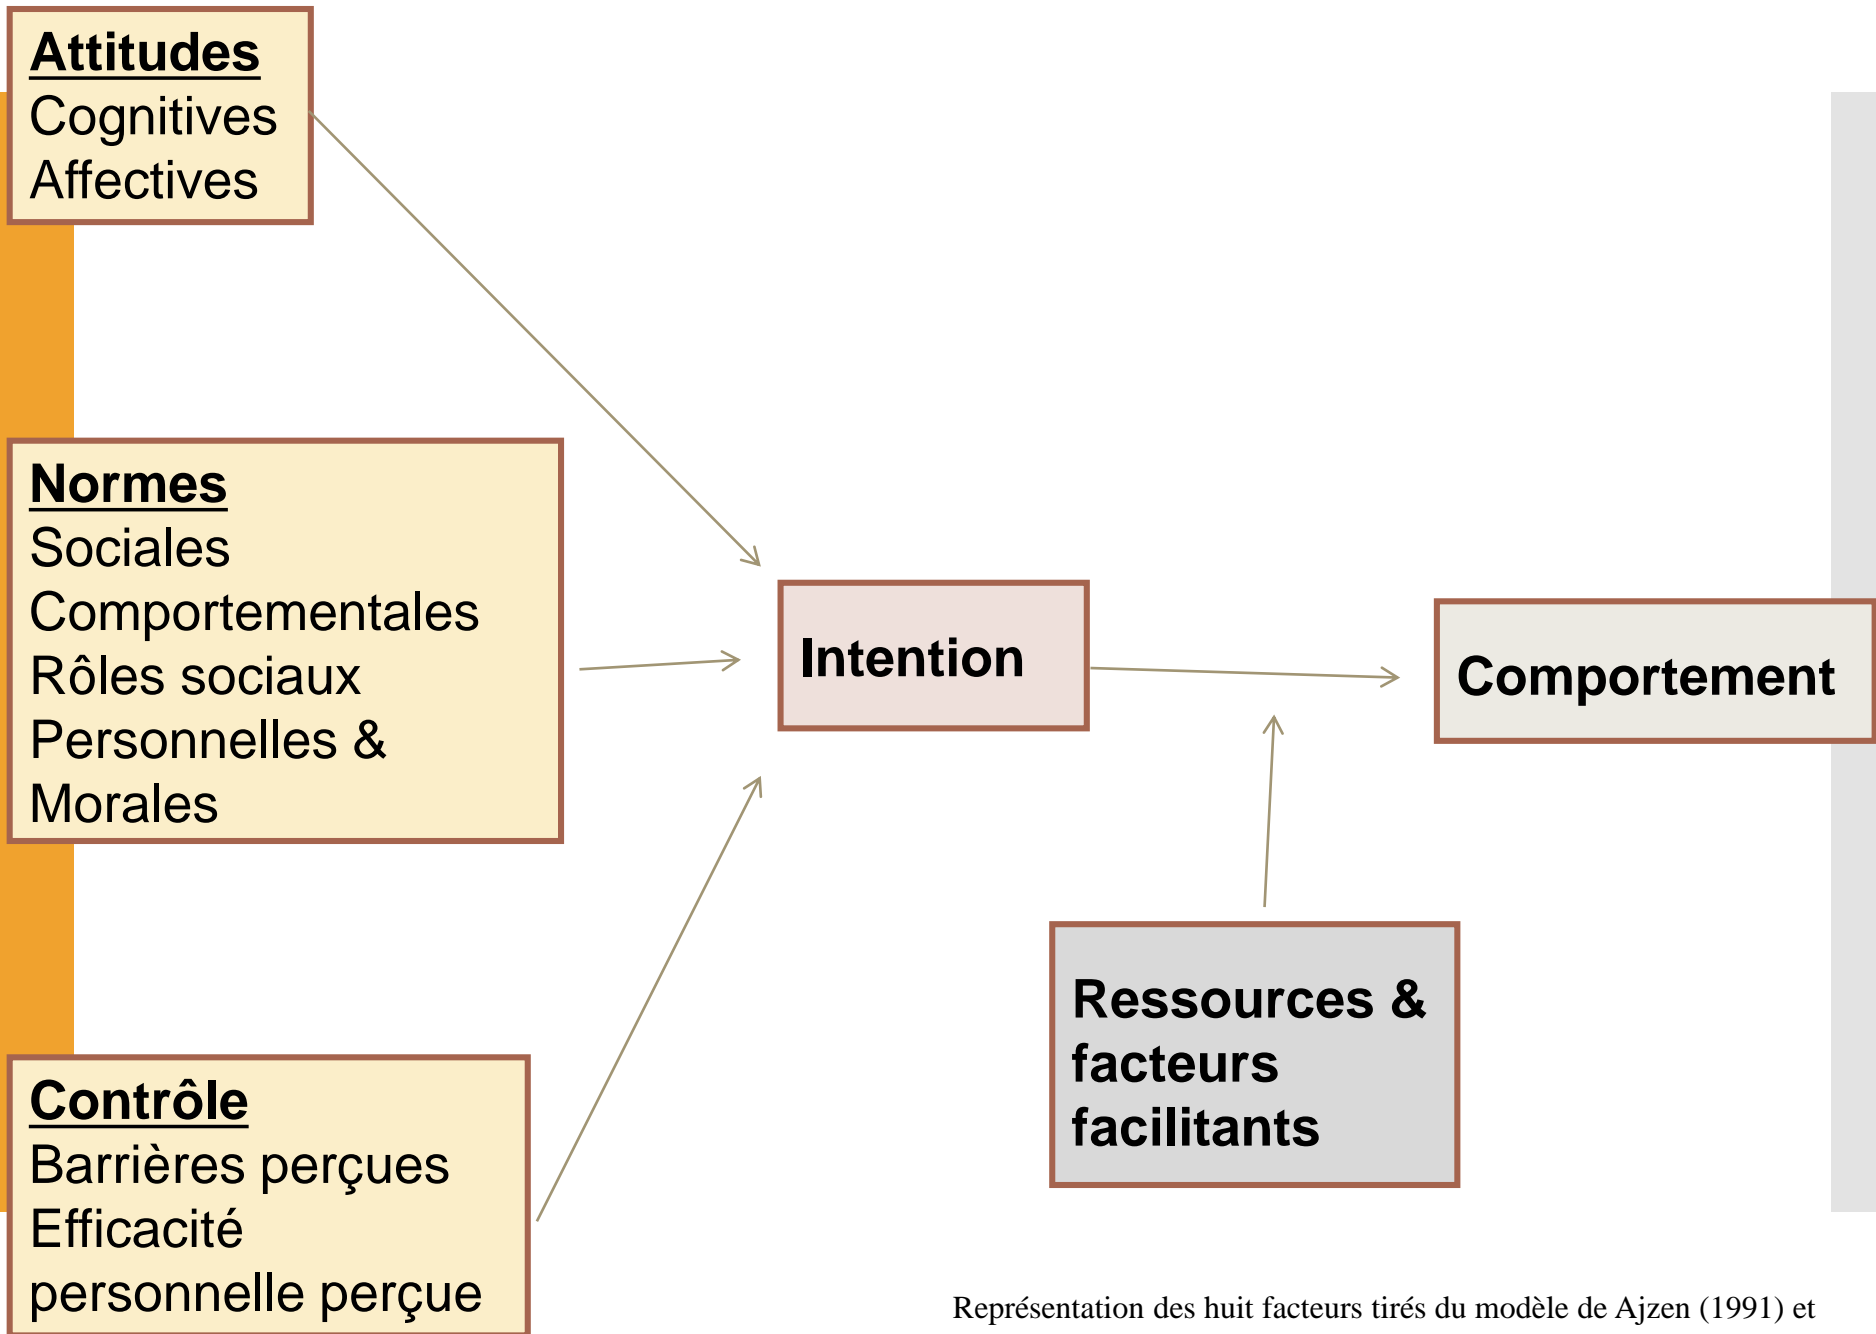 Attitudes
Cognitives
Affectives
Normes
Sociales
Comportementales
Rôles sociaux
Personnelles &
Morales
Contrôle
Barrières perçues
Efficacité
personnelle perçue
Intention
Comportement
Ressources &
facteurs
facilitants
Représentation des huit facteurs tirés du modèle de Ajzen (1991) et